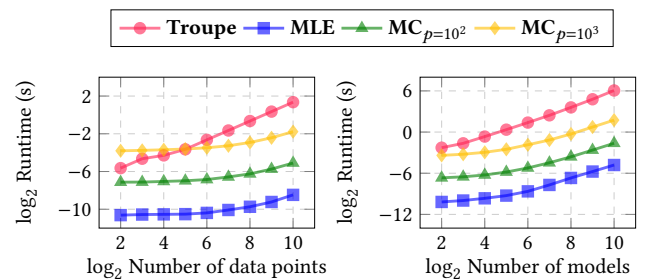 Troupe MLE MC_{p=10^2} MC_{p=10^3}
log₂ Runtime (s)
2
−2
−6
−10
2 4 6 8 10
log₂ Number of data points
log₂ Runtime (s)
6
0
−6
−12
2 4 6 8 10
log₂ Number of models